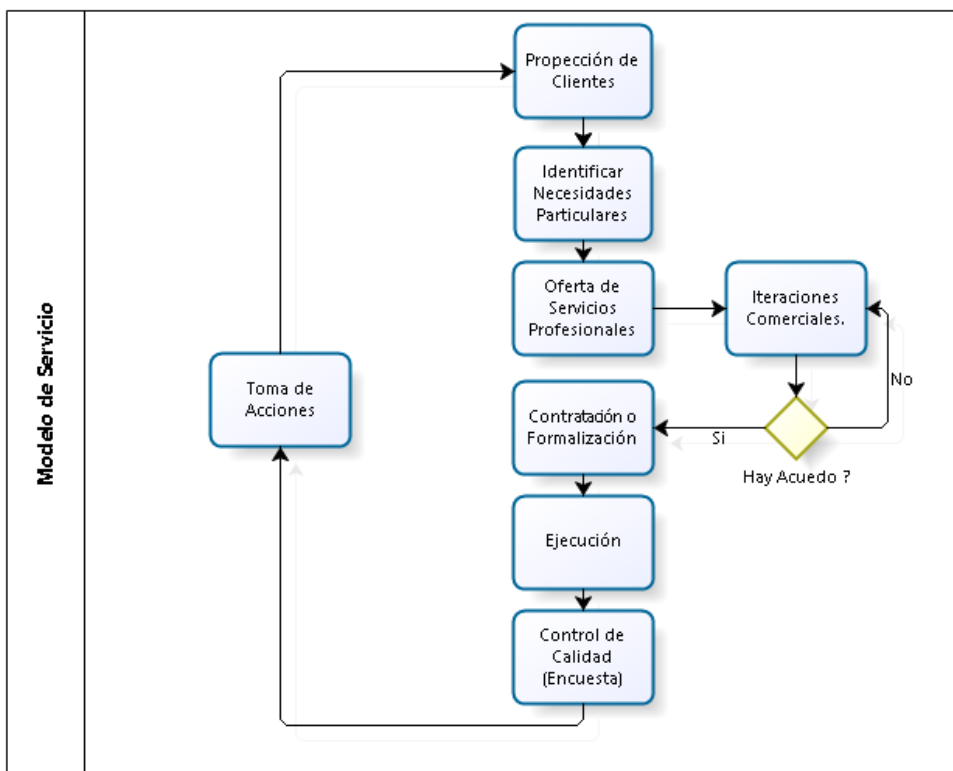 Modelo de Servicio
Propección de
Clientes
Identificar
Necesidades
Particulares
Oferta de
Servicios
Profesionales
Iteraciones
Comerciales.
No
Hay Acuedo ?
Si
Contratación o
Formalización
Ejecución
Control de
Calidad
(Encuesta)
Toma de
Acciones